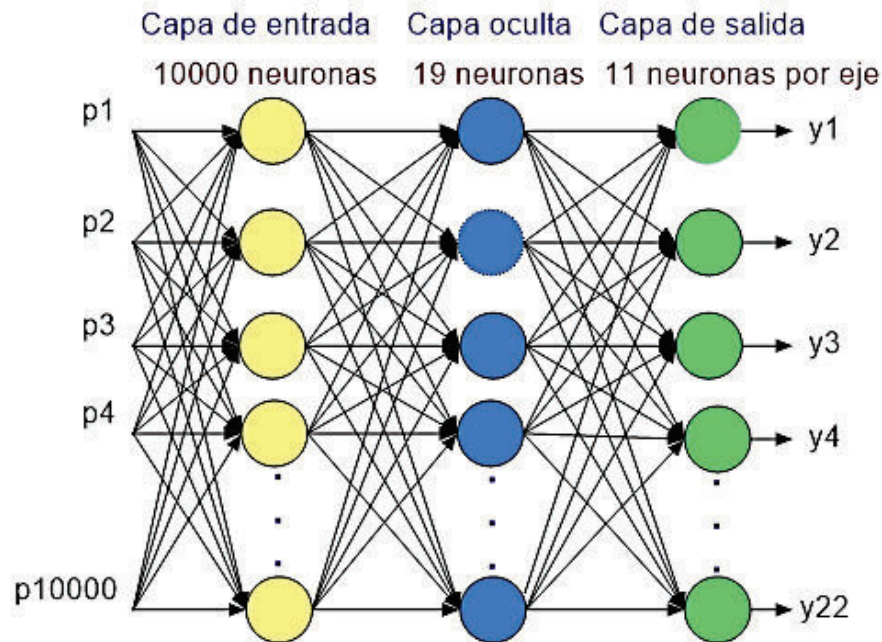 Capa de entrada
Capa oculta
Capa de salida
10000 neuronas
19 neuronas
11 neuronas por eje
p1
y1
p2
y2
p3
y3
p4
y4
p10000
y22